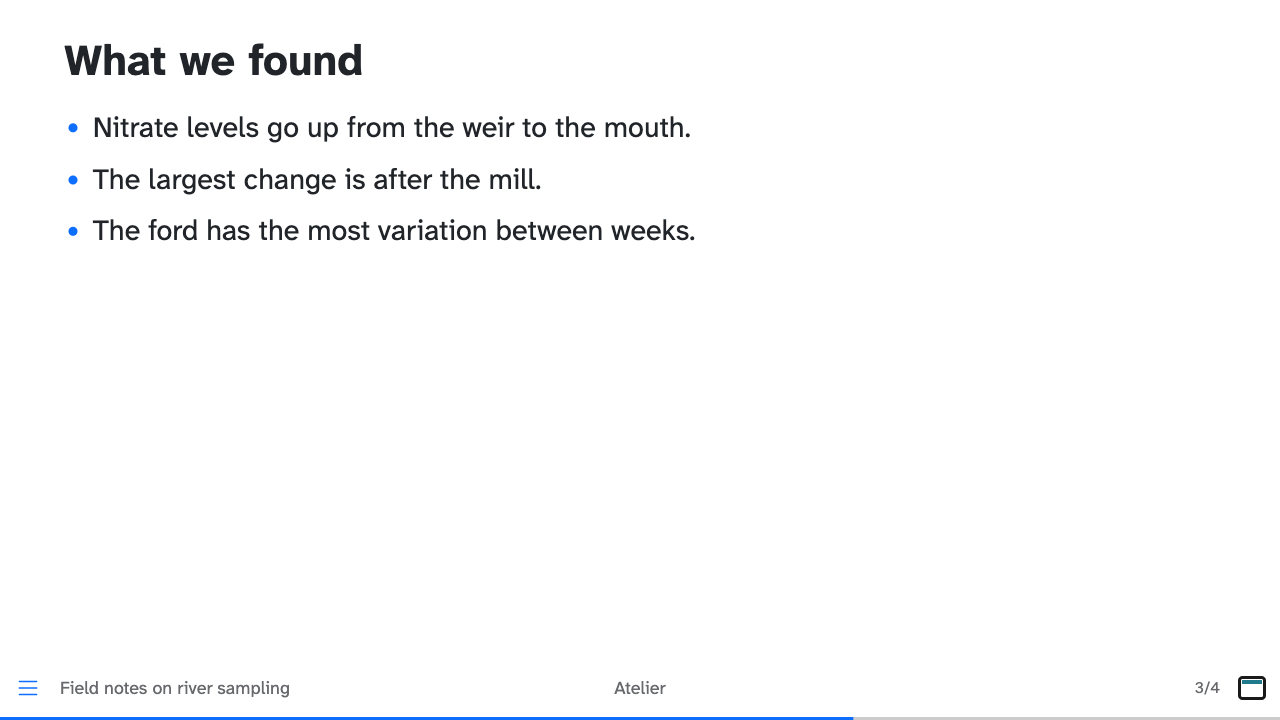 What we found
Nitrate levels go up from the weir to the mouth.
The largest change is after the mill.
The ford has the most variation between weeks.
Field notes on river sampling
Atelier
3/4